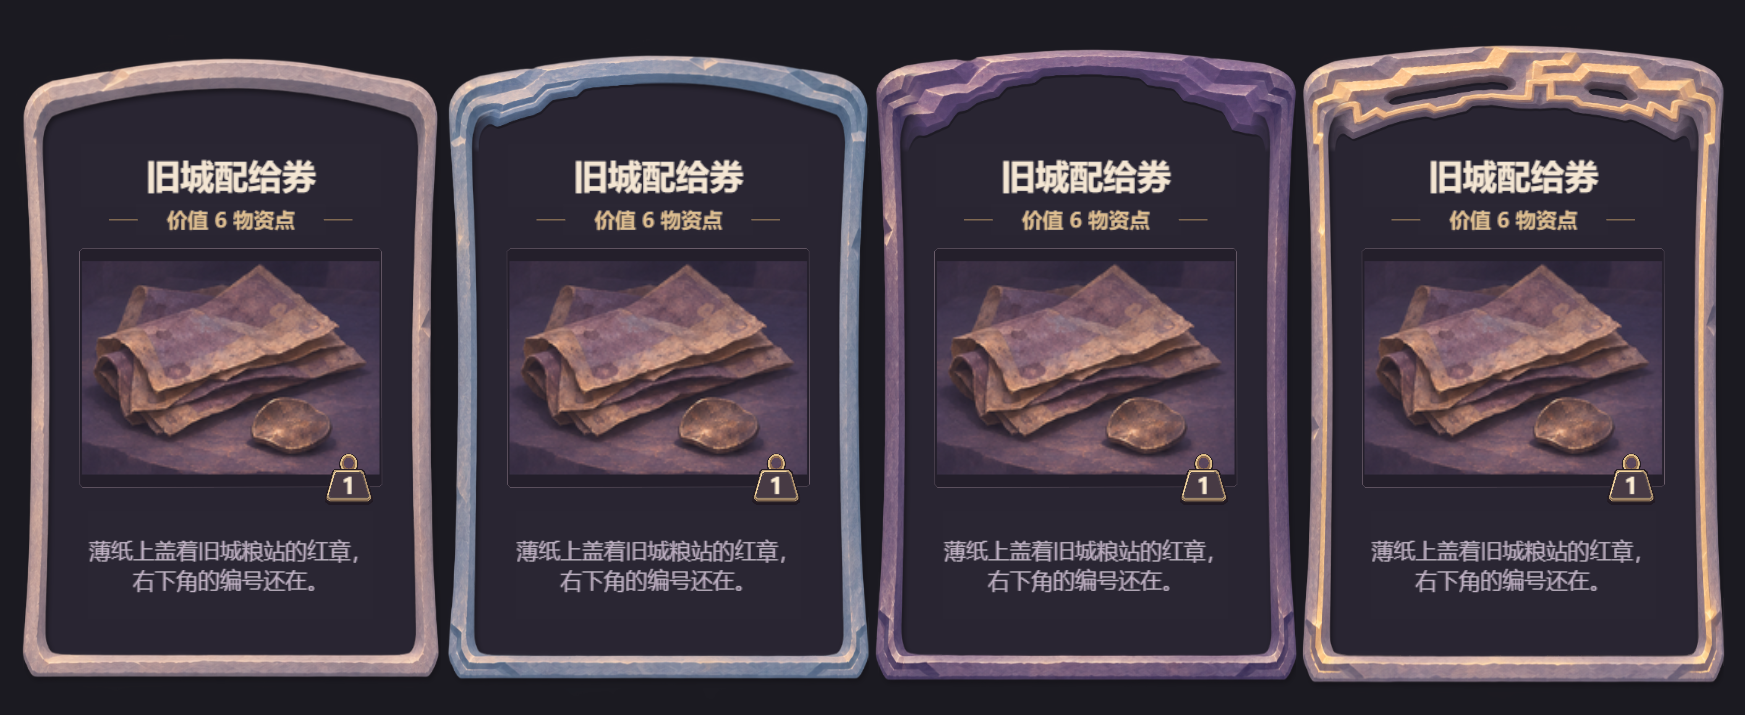 旧城配给券
价值 6 物资点
1
薄纸上盖着旧城粮站的红章，
右下角的编号还在。
旧城配给券
价值 6 物资点
1
薄纸上盖着旧城粮站的红章，
右下角的编号还在。
旧城配给券
价值 6 物资点
1
薄纸上盖着旧城粮站的红章，
右下角的编号还在。
旧城配给券
价值 6 物资点
1
薄纸上盖着旧城粮站的红章，
右下角的编号还在。